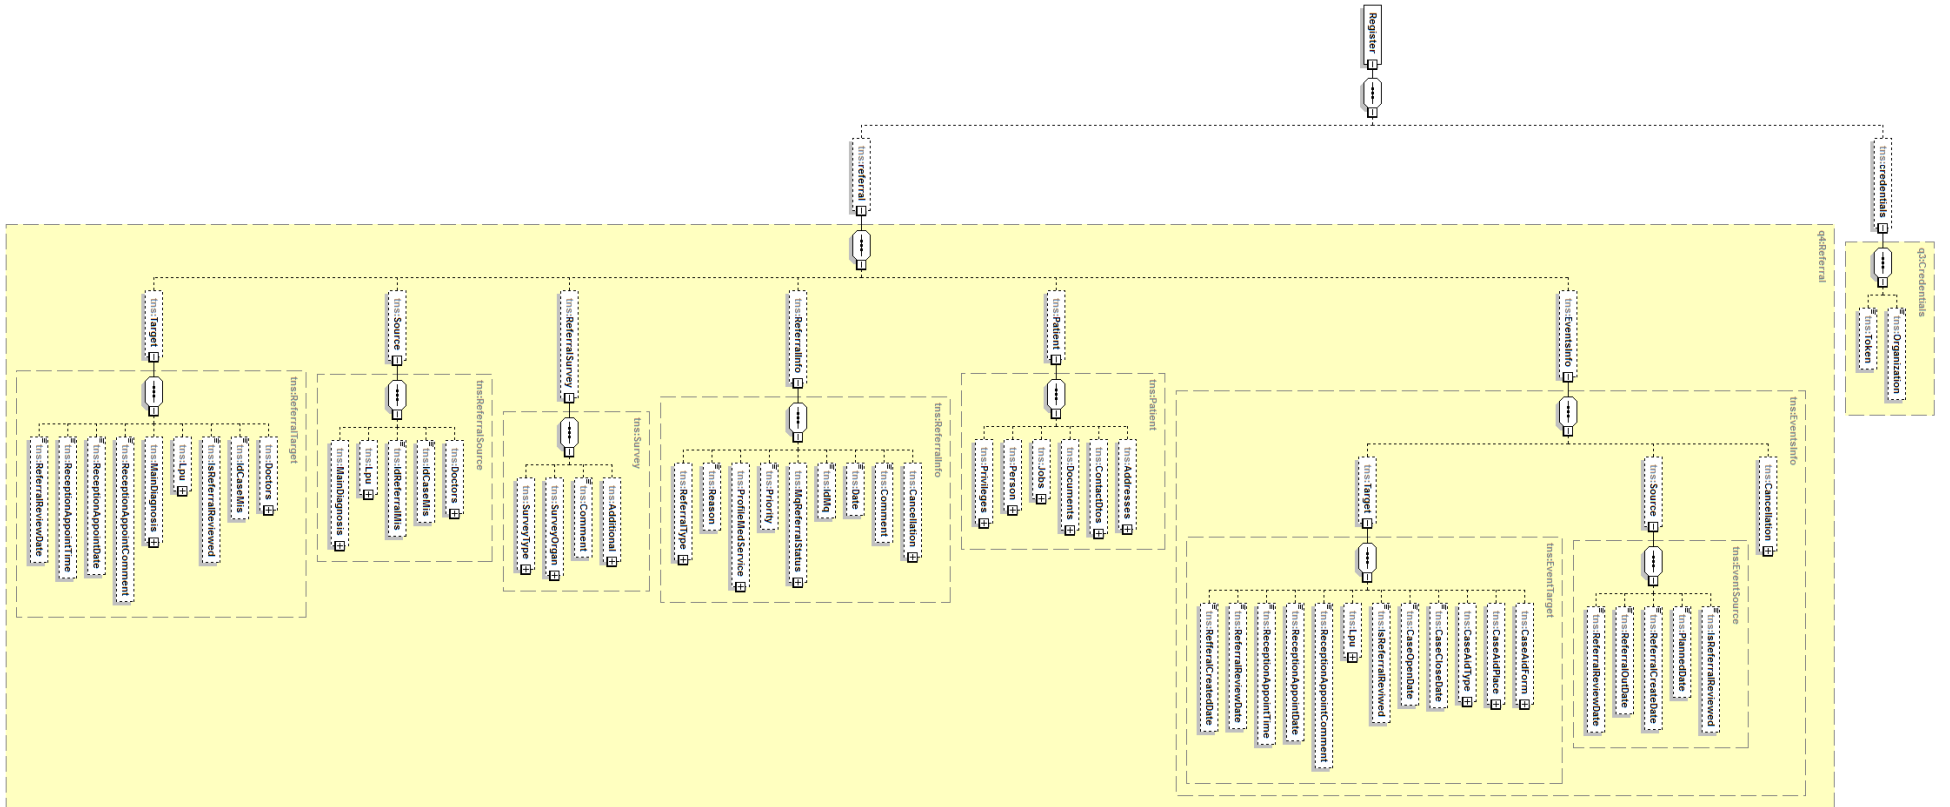 Register
tns:credentials
q3:Credentials
tns:Organization
tns:Token
tns:referral
q4:Referral
tns:EventsInfo
tns:EventsInfo
tns:Cancellation
tns:Source
tns:EventSource
tns:IsReferralReviewed
tns:PlannedDate
tns:ReferralCreateDate
tns:ReferralOutDate
tns:ReferralReviewDate
tns:Target
tns:EventTarget
tns:CaseAidForm
tns:CaseAidPlace
tns:CaseAidType
tns:CaseCloseDate
tns:CaseOpenDate
tns:IsReferralReviwed
tns:Lpu
tns:ReceptionAppointComment
tns:ReceptionAppointDate
tns:ReceptionAppointTime
tns:ReferralReviewDate
tns:RefferalCreatedDate
tns:Patient
tns:Patient
tns:Addresses
tns:ContactDtos
tns:Documents
tns:Jobs
tns:Person
tns:Privileges
tns:ReferralInfo
tns:ReferralInfo
tns:Cancellation
tns:Comment
tns:Date
tns:IdMq
tns:MqReferralStatus
tns:Priority
tns:ProfileMedService
tns:Reason
tns:ReferralType
tns:ReferralSurvey
tns:Survey
tns:Additional
tns:Comment
tns:SurveyOrgan
tns:SurveyType
tns:Source
tns:ReferralSource
tns:Doctors
tns:IdCaseMis
tns:IdReferralMis
tns:Lpu
tns:MainDiagnosis
tns:Target
tns:ReferralTarget
tns:Doctors
tns:IdCaseMis
tns:IsReferralReviewed
tns:Lpu
tns:MainDiagnosis
tns:ReceptionAppointComment
tns:ReceptionAppointDate
tns:ReceptionAppointTime
tns:ReferralReviewDate